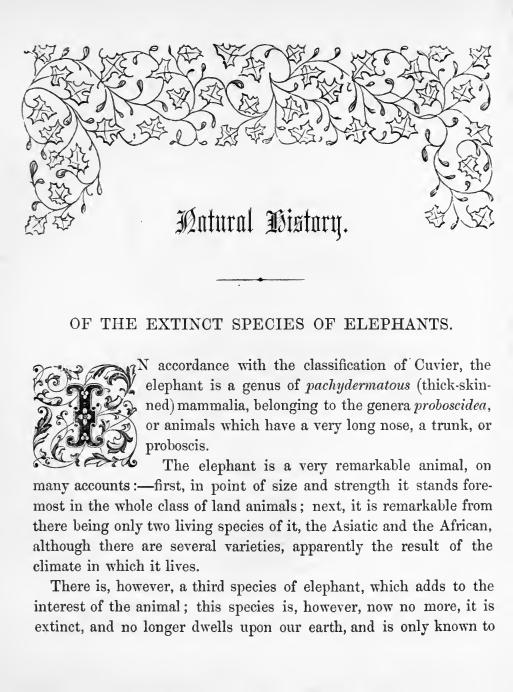 Natural History.
OF THE EXTINCT SPECIES OF ELEPHANTS.
IN accordance with the classification of Cuvier, the
elephant is a genus of pachydermatous (thick-skin-
ned) mammalia, belonging to the genera proboscidea,
or animals which have a very long nose, a trunk, or
proboscis.
The elephant is a very remarkable animal, on
many accounts:—first, in point of size and strength it stands fore-
most in the whole class of land animals; next, it is remarkable from
there being only two living species of it, the Asiatic and the African,
although there are several varieties, apparently the result of the
climate in which it lives.
There is, however, a third species of elephant, which adds to the
interest of the animal; this species is, however, now no more, it is
extinct, and no longer dwells upon our earth, and is only known to